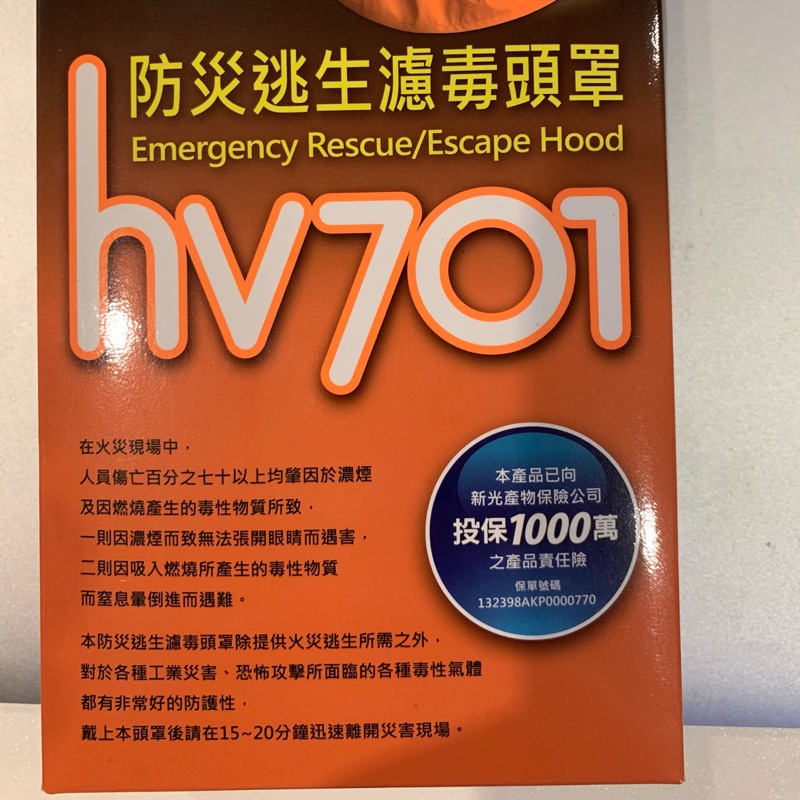 防災逃生濾毒頭罩
Emergency Rescue/Escape Hood
hv701
在火災現場中，
人員傷亡百分之七十以上均肇因於濃煙
及因燃燒產生的毒性物質所致，
一則因濃煙而致無法張開眼睛而遇害，
二則因吸入燃燒所產生的毒性物質
而窒息暈倒進而遇難。
本防災逃生濾毒頭罩除提供火災逃生所需之外，
對於各種工業災害、恐怖攻擊所面臨的各種毒性氣體
都有非常好的防護性，
戴上本頭罩後請在15~20分鐘迅速離開災害現場。
本產品已向
新光產物保險公司
投保1000萬
之產品責任險
保單號碼
132398AKP0000770